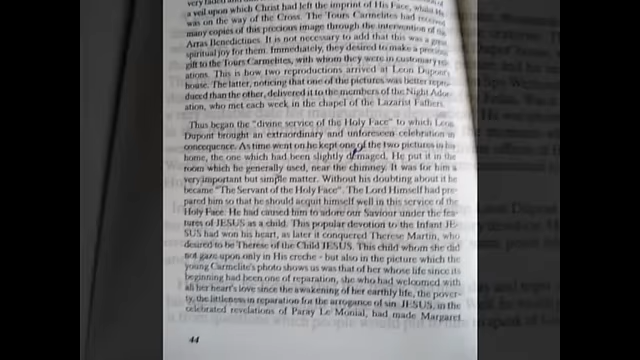 a veil upon which Christ had left the imprint of His Face, while He
was on the way of the Cross. The Tours Carmelites had received
many copies of this precious image through the intervention of the
Arras Benedictines. It is not necessary to add that this was a great
spiritual joy for them. Immediately, they desired to make a precious
gift to the Tours Carmelites, with whom they were in customary
ations. This is how two reproductions arrived at Leon Dupont's
house. The latter, noticing that one of the pictures was better repro-
duced than the other, delivered it to the members of the Night Ador-
ation, who met each week in the chapel of the Lazarist Fathers.
Thus began the "divine service of the Holy Face" to which Leon
Dupont brought an extraordinary and unforeseen celebration in
concequence. As time went on he kept one of the two pictures in his
home, the one which had been slightly damaged. He put it in the
room which he generally used, near the chimney. It was for him a
very important but simple matter. Without his doubting about it he
became "The Servant of the Holy Face". The Lord Himself had pre-
pared him so that he should acquit himself well in this service of the
Holy Face. He had caused him to adore our Saviour under the fea-
tures of JESUS as a child. This popular devotion to the Infant JE-
SUS had won his heart, as later it conquered Therese Martin, who
desired to be Therese of the Child JESUS. This child whom she did
not gaze upon only in His creche - but also in the picture which the
young Carmelite's photo shows us was that of her whose life since its
beginning had been one of reparation, she who had welcomed with
all her heart's love since the awakening of her earthly life, the pover-
ty, the littleness in reparation for the arrogance of sin. JESUS, in the
celebrated revelations of Paray Le Monial, had made Margaret
44